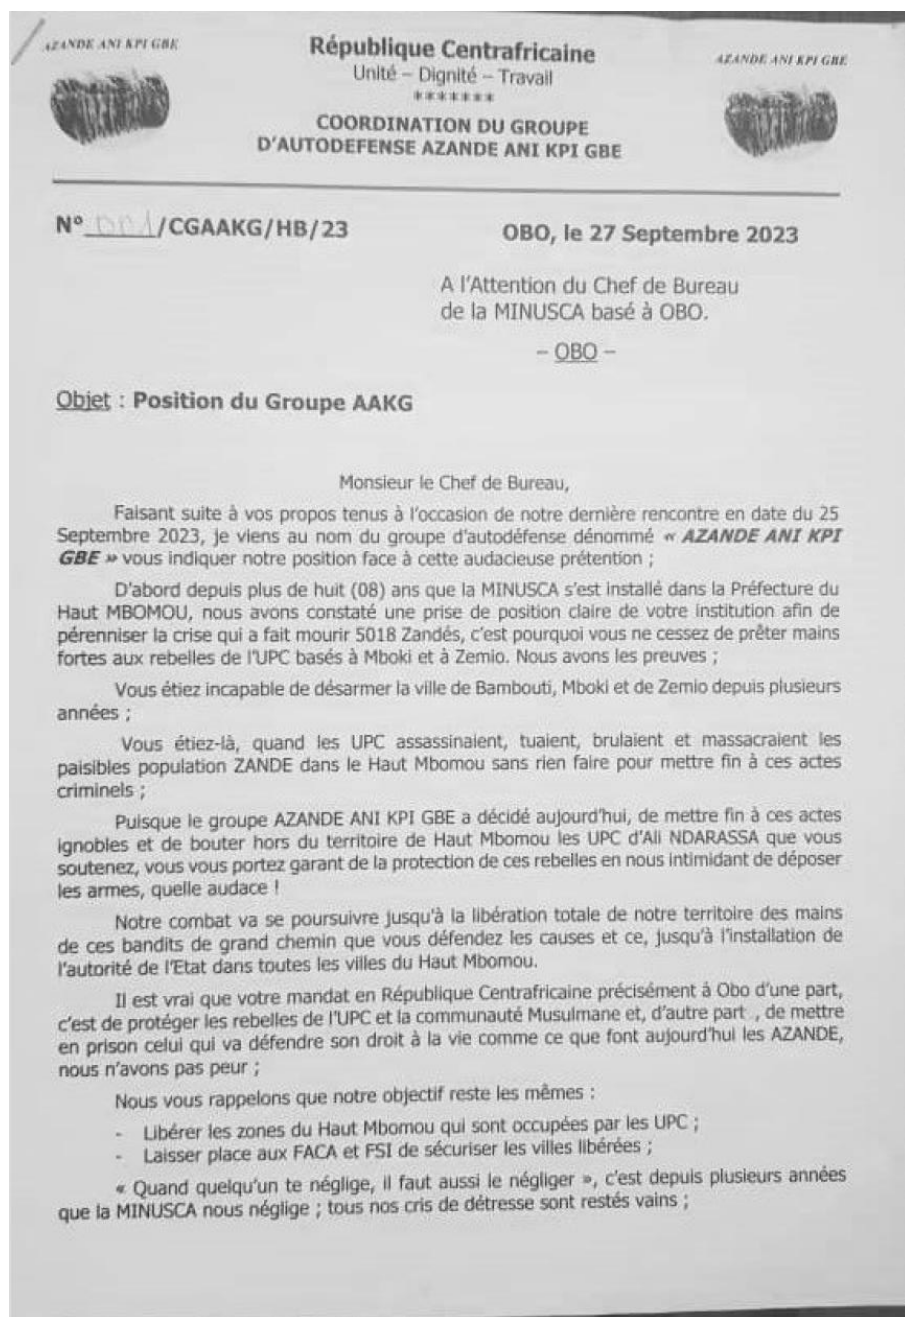 AZANDE ANI KPI GBE
République Centrafricaine
Unité – Dignité – Travail
*******
COORDINATION DU GROUPE
D'AUTODEFENSE AZANDE ANI KPI GBE
AZANDE ANI KPI GBE
N° 001/CGAAKG/HB/23
OBO, le 27 Septembre 2023
A l'Attention du Chef de Bureau
de la MINUSCA basé à OBO.
– OBO –
Objet : Position du Groupe AAKG
Monsieur le Chef de Bureau,
Faisant suite à vos propos tenus à l'occasion de notre dernière rencontre en date du 25
Septembre 2023, je viens au nom du groupe d'autodéfense dénommé « AZANDE ANI KPI
GBE » vous indiquer notre position face à cette audacieuse prétention ;
D'abord depuis plus de huit (08) ans que la MINUSCA s'est installé dans la Préfecture du
Haut MBOMOU, nous avons constaté une prise de position claire de votre institution afin de
pérenniser la crise qui a fait mourir 5018 Zandés, c'est pourquoi vous ne cessez de prêter mains
fortes aux rebelles de l'UPC basés à Mboki et à Zemio. Nous avons les preuves ;
Vous étiez incapable de désarmer la ville de Bambouti, Mboki et de Zemio depuis plusieurs
années ;
Vous étiez-là, quand les UPC assassinaient, tuaient, brulaient et massacraient les
paisibles population ZANDE dans le Haut Mbomou sans rien faire pour mettre fin à ces actes
criminels ;
Puisque le groupe AZANDE ANI KPI GBE a décidé aujourd'hui, de mettre fin à ces actes
ignobles et de bouter hors du territoire de Haut Mbomou les UPC d'Ali NDARASSA que vous
soutenez, vous vous portez garant de la protection de ces rebelles en nous intimidant de déposer
les armes, quelle audace !
Notre combat va se poursuivre jusqu'à la libération totale de notre territoire des mains
de ces bandits de grand chemin que vous défendez les causes et ce, jusqu'à l'installation de
l'autorité de l'Etat dans toutes les villes du Haut Mbomou.
Il est vrai que votre mandat en République Centrafricaine précisément à Obo d'une part,
c'est de protéger les rebelles de l'UPC et la communauté Musulmane et, d'autre part , de mettre
en prison celui qui va défendre son droit à la vie comme ce que font aujourd'hui les AZANDE,
nous n'avons pas peur ;
Nous vous rappelons que notre objectif reste les mêmes :
- Libérer les zones du Haut Mbomou qui sont occupées par les UPC ;
- Laisser place aux FACA et FSI de sécuriser les villes libérées ;
« Quand quelqu'un te néglige, il faut aussi le négliger », c'est depuis plusieurs années
que la MINUSCA nous néglige ; tous nos cris de détresse sont restés vains ;